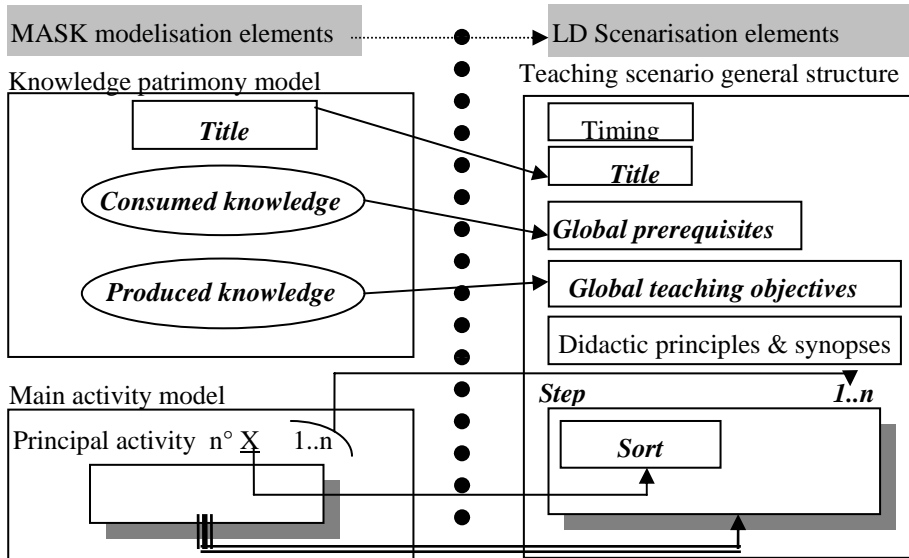 MASK modelisation elements
LD Scenarisation elements
Knowledge patrimony model
Title
Consumed knowledge
Produced knowledge
Teaching scenario general structure
Timing
Title
Global prerequisites
Global teaching objectives
Didactic principles & synopses
Main activity model
Principal activity n° X 1..n
Step 1..n
Sort